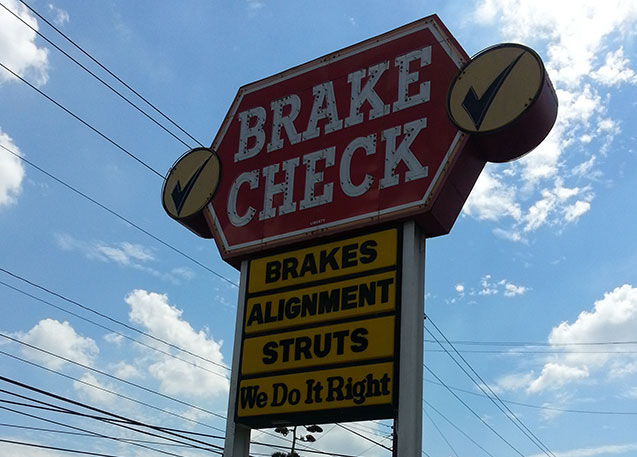 BRAKE
CHECK
BRAKES
ALIGNMENT
STRUTS
We Do It Right